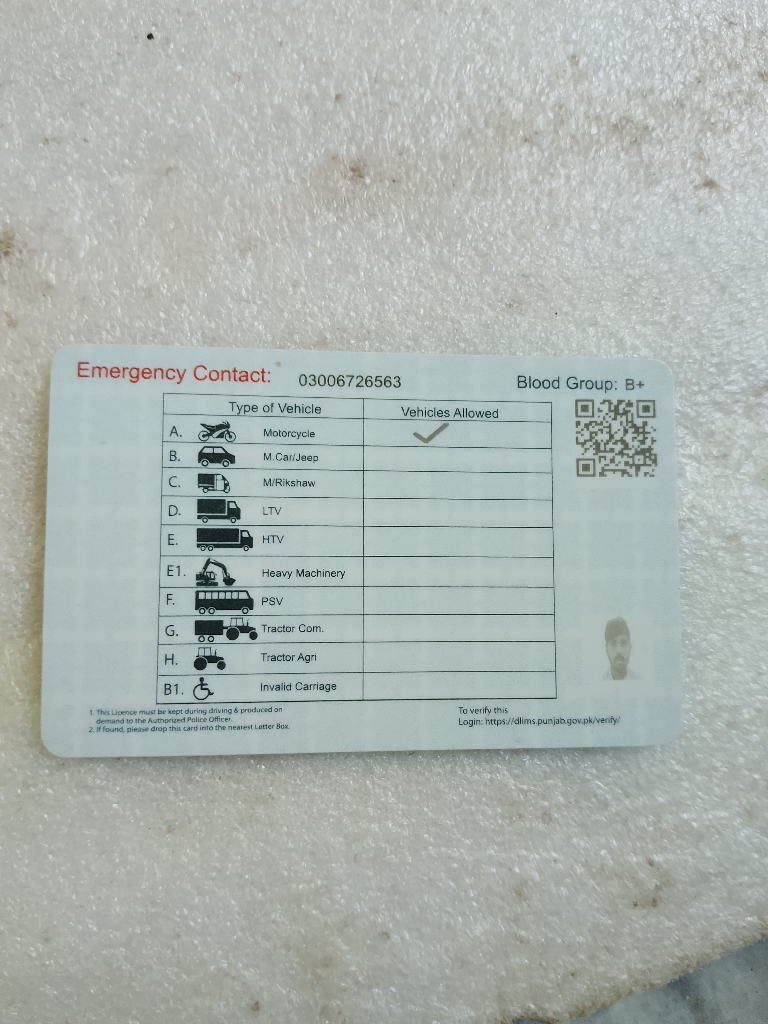 Emergency Contact: 03006726563 Blood Group: B+
Type of Vehicle Vehicles Allowed
A. Motorcycle
B. M.Car/Jeep
C. M/Rikshaw
D. LTV
E. HTV
E1. Heavy Machinery
F. PSV
G. Tractor Com.
H. Tractor Agri
B1. Invalid Carriage
1. This Licence must be kept during driving & produced on
demand to the Authorized Police Officer.
2. If found, please drop this card into the nearest Letter Box.
To verify this
Login: https://dlims.punjab.gov.pk/verify/